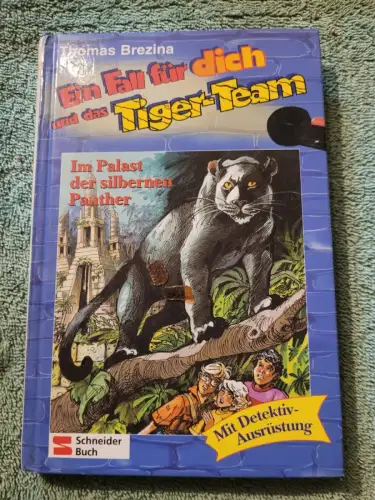 Thomas Brezina
Ein Fall für dich
und das Tiger-Team
Im Palast
der silbernen
Panther
Mit Detektiv-
Ausrüstung
Schneider
Buch